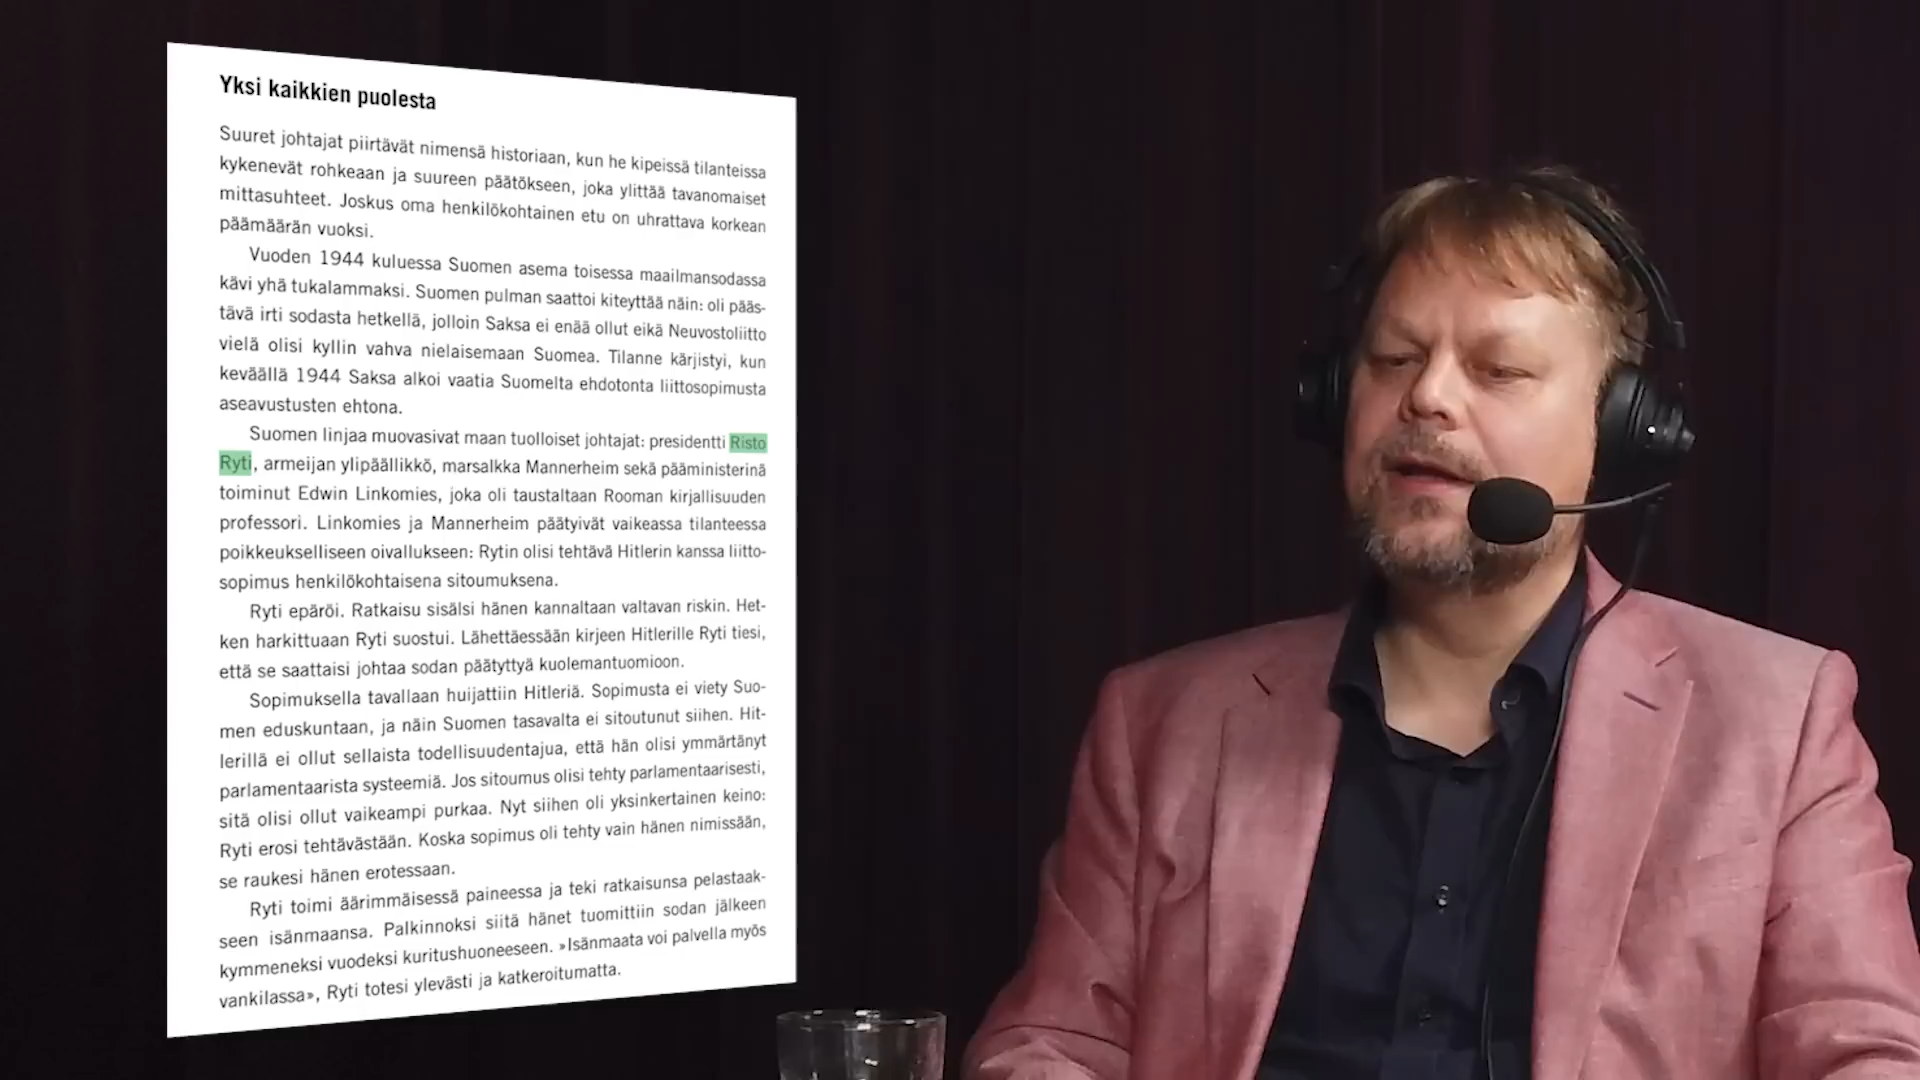 Yksi kaikkien puolesta
Suuret johtajat piirtävät nimensä historiaan, kun he kipeissä tilanteissa
kykenevät rohkeaan ja suureen päätökseen, joka ylittää tavanomaiset
mittasuhteet. Joskus oma henkilökohtainen etu on uhrattava korkean
päämäärän vuoksi.
Vuoden 1944 kuluessa Suomen asema toisessa maailmansodassa
kävi yhä tukalammaksi. Suomen pulman saattoi kiteyttää näin: oli pääs-
tävä irti sodasta hetkellä, jolloin Saksa ei enää ollut eikä Neuvostoliitto
vielä olisi kyllin vahva nielaisemaan Suomea. Tilanne kärjistyi, kun
keväällä 1944 Saksa alkoi vaatia Suomelta ehdotonta liittosopimusta
aseavustusten ehtona.
Suomen linjaa muovasivat maan tuolloiset johtajat: presidentti Risto
Ryti, armeijan ylipäällikkö, marsalkka Mannerheim sekä pääministerinä
toiminut Edwin Linkomies, joka oli taustaltaan Rooman kirjallisuuden
professori. Linkomies ja Mannerheim päätyivät vaikeassa tilanteessa
poikkeukselliseen oivallukseen: Rytin olisi tehtävä Hitlerin kanssa liitto-
sopimus henkilökohtaisena sitoumuksena.
Ryti epäröi. Ratkaisu sisälsi hänen kannaltaan valtavan riskin. Het-
ken harkittuaan Ryti suostui. Lähettäessään kirjeen Hitlerille Ryti tiesi,
että se saattaisi johtaa sodan päätyttyä kuolemantuomioon.
Sopimuksella tavallaan huijattiin Hitleriä. Sopimusta ei viety Suo-
men eduskuntaan, ja näin Suomen tasavalta ei sitoutunut siihen. Hit-
lerillä ei ollut sellaista todellisuudentajua, että hän olisi ymmärtänyt
parlamentaarista systeemiä. Jos sitoumus olisi tehty parlamentaarisesti,
sitä olisi ollut vaikeampi purkaa. Nyt siihen oli yksinkertainen keino:
Ryti erosi tehtävästään. Koska sopimus oli tehty vain hänen nimissään,
se raukesi hänen erotessaan.
Ryti toimi äärimmäisessä paineessa ja teki ratkaisunsa pelastaak-
seen isänmaansa. Palkinnoksi siitä hänet tuomittiin sodan jälkeen
kymmeneksi vuodeksi kuritushuoneeseen. »Isänmaata voi palvella myös
vankilassa», Ryti totesi ylevästi ja katkeroitumatta.